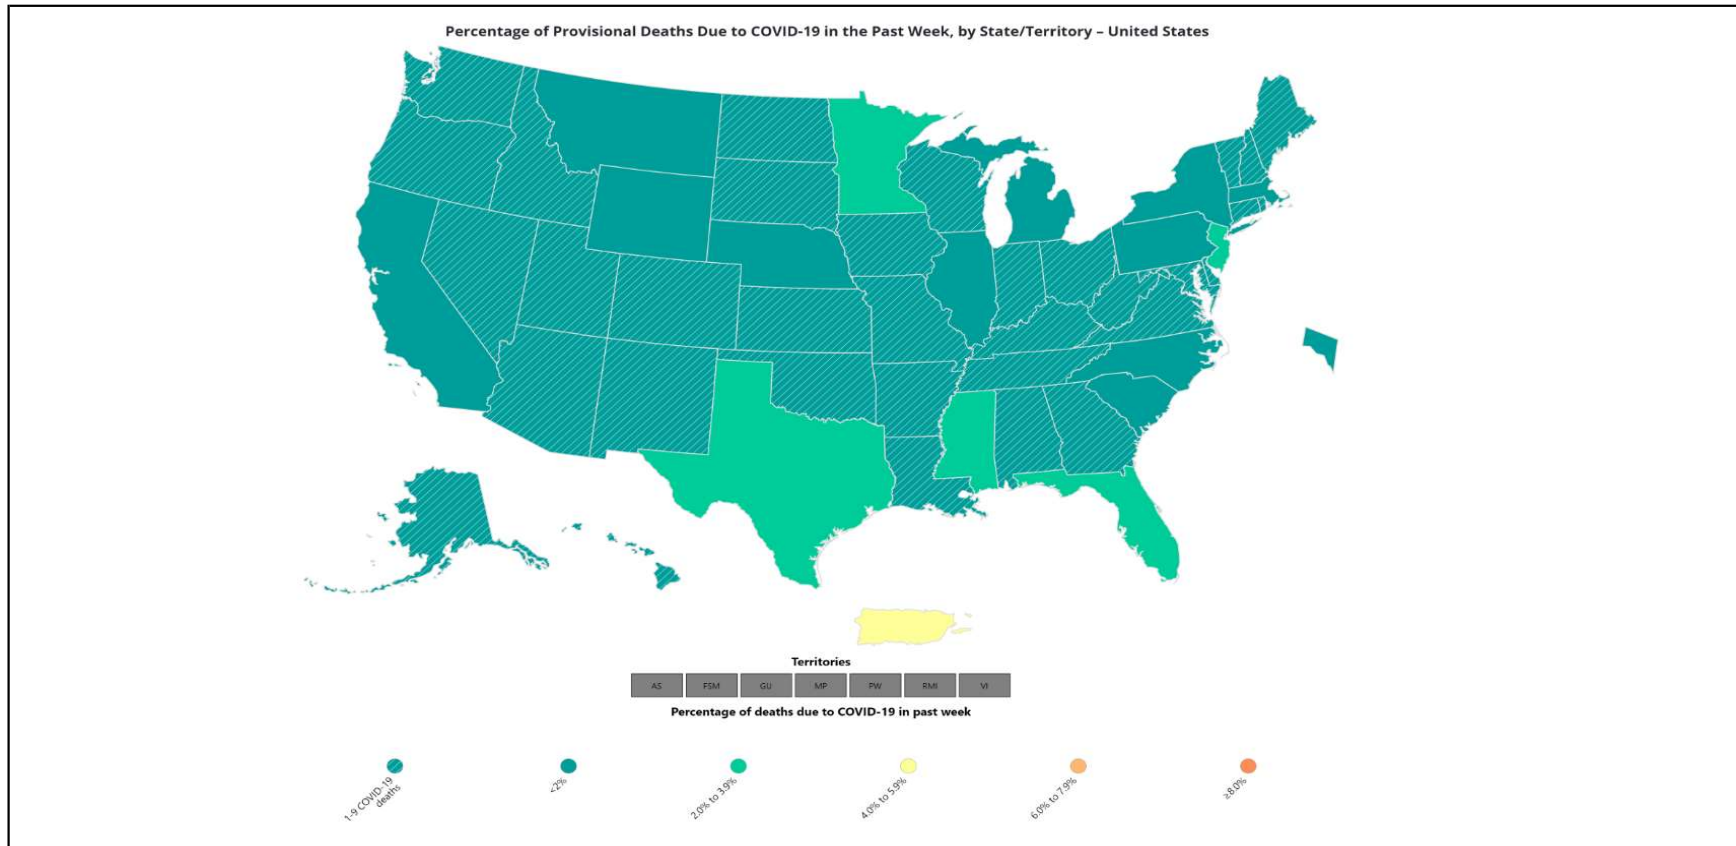 Percentage of Provisional Deaths Due to COVID-19 in the Past Week, by State/Territory – United States
Territories
AS FSM GU MP PW RMI VI
Percentage of deaths due to COVID-19 in past week
1-9 COVID-19
deaths
<2%
2.0% to 3.9%
4.0% to 5.9%
6.0% to 7.9%
≥8.0%